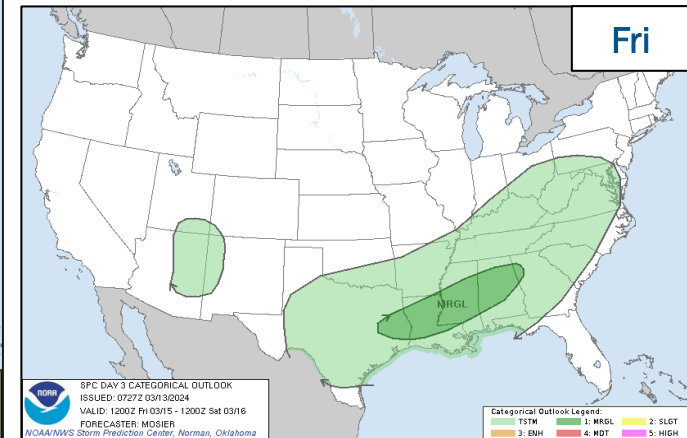 Fri
MRGL
SPC DAY 3 CATEGORICAL OUTLOOK
ISSUED: 0727Z 03/13/2024
VALID: 1200Z Fri 03/15 - 1200Z Sat 03/16
FORECASTER: MOSIER
NOAA/NWS Storm Prediction Center, Norman, Oklahoma
NOAA
Categorical Outlook Legend:
TSTM 1: MRGL 2: SLGT
3: ENH 4: MDT 5: HIGH